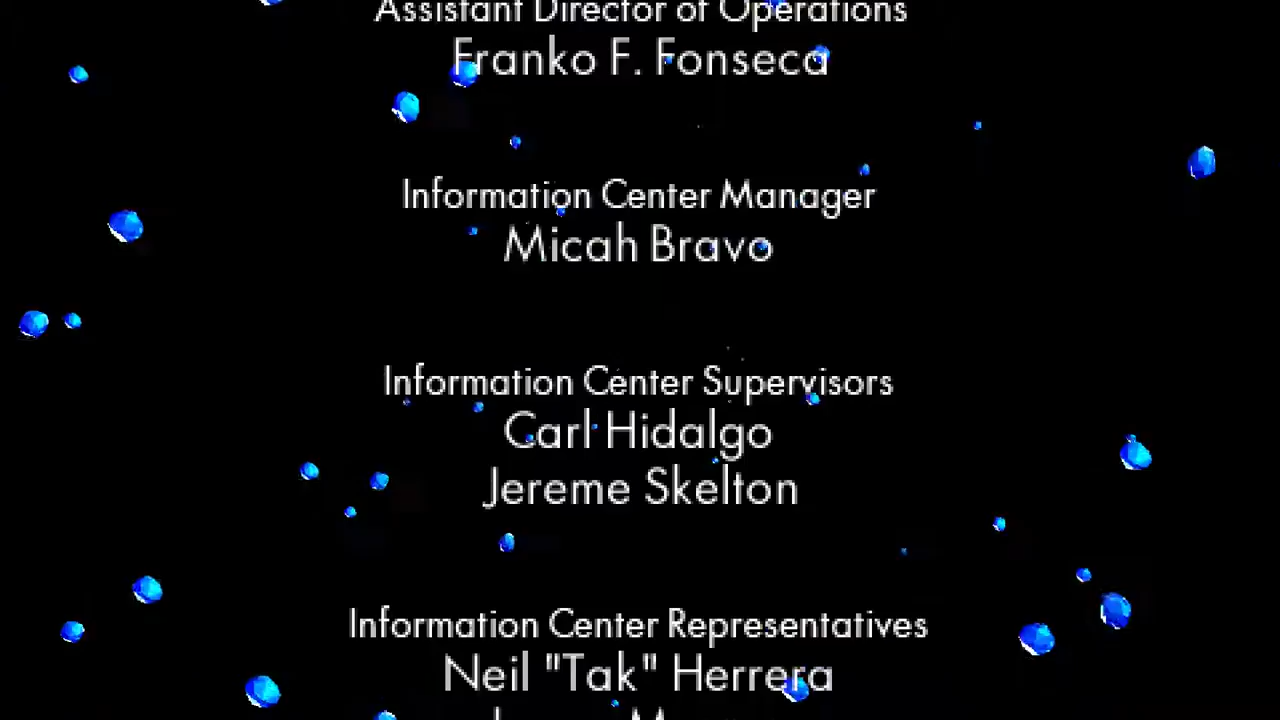 Assistant Director of Operations
Franko F. Fonseca
Information Center Manager
Micah Bravo
Information Center Supervisors
Carl Hidalgo
Jereme Skelton
Information Center Representatives
Neil "Tak" Herrera